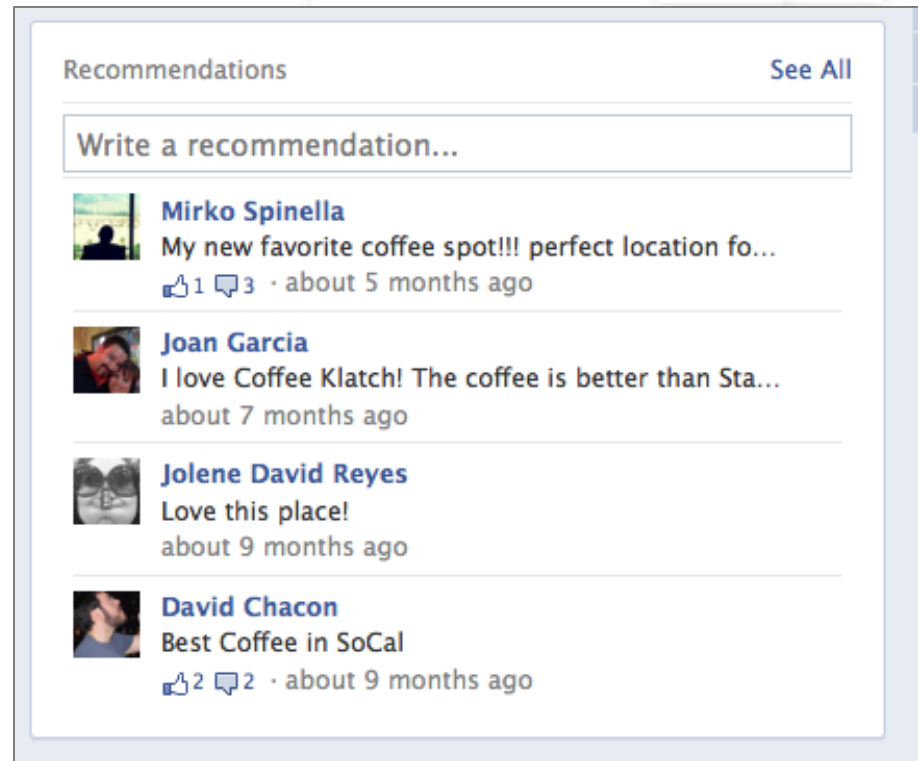 Recommendations
See All
Write a recommendation...
Mirko Spinella
My new favorite coffee spot!!! perfect location fo...
1 3 · about 5 months ago
Joan Garcia
I love Coffee Klatch! The coffee is better than Sta...
about 7 months ago
Jolene David Reyes
Love this place!
about 9 months ago
David Chacon
Best Coffee in SoCal
2 2 · about 9 months ago